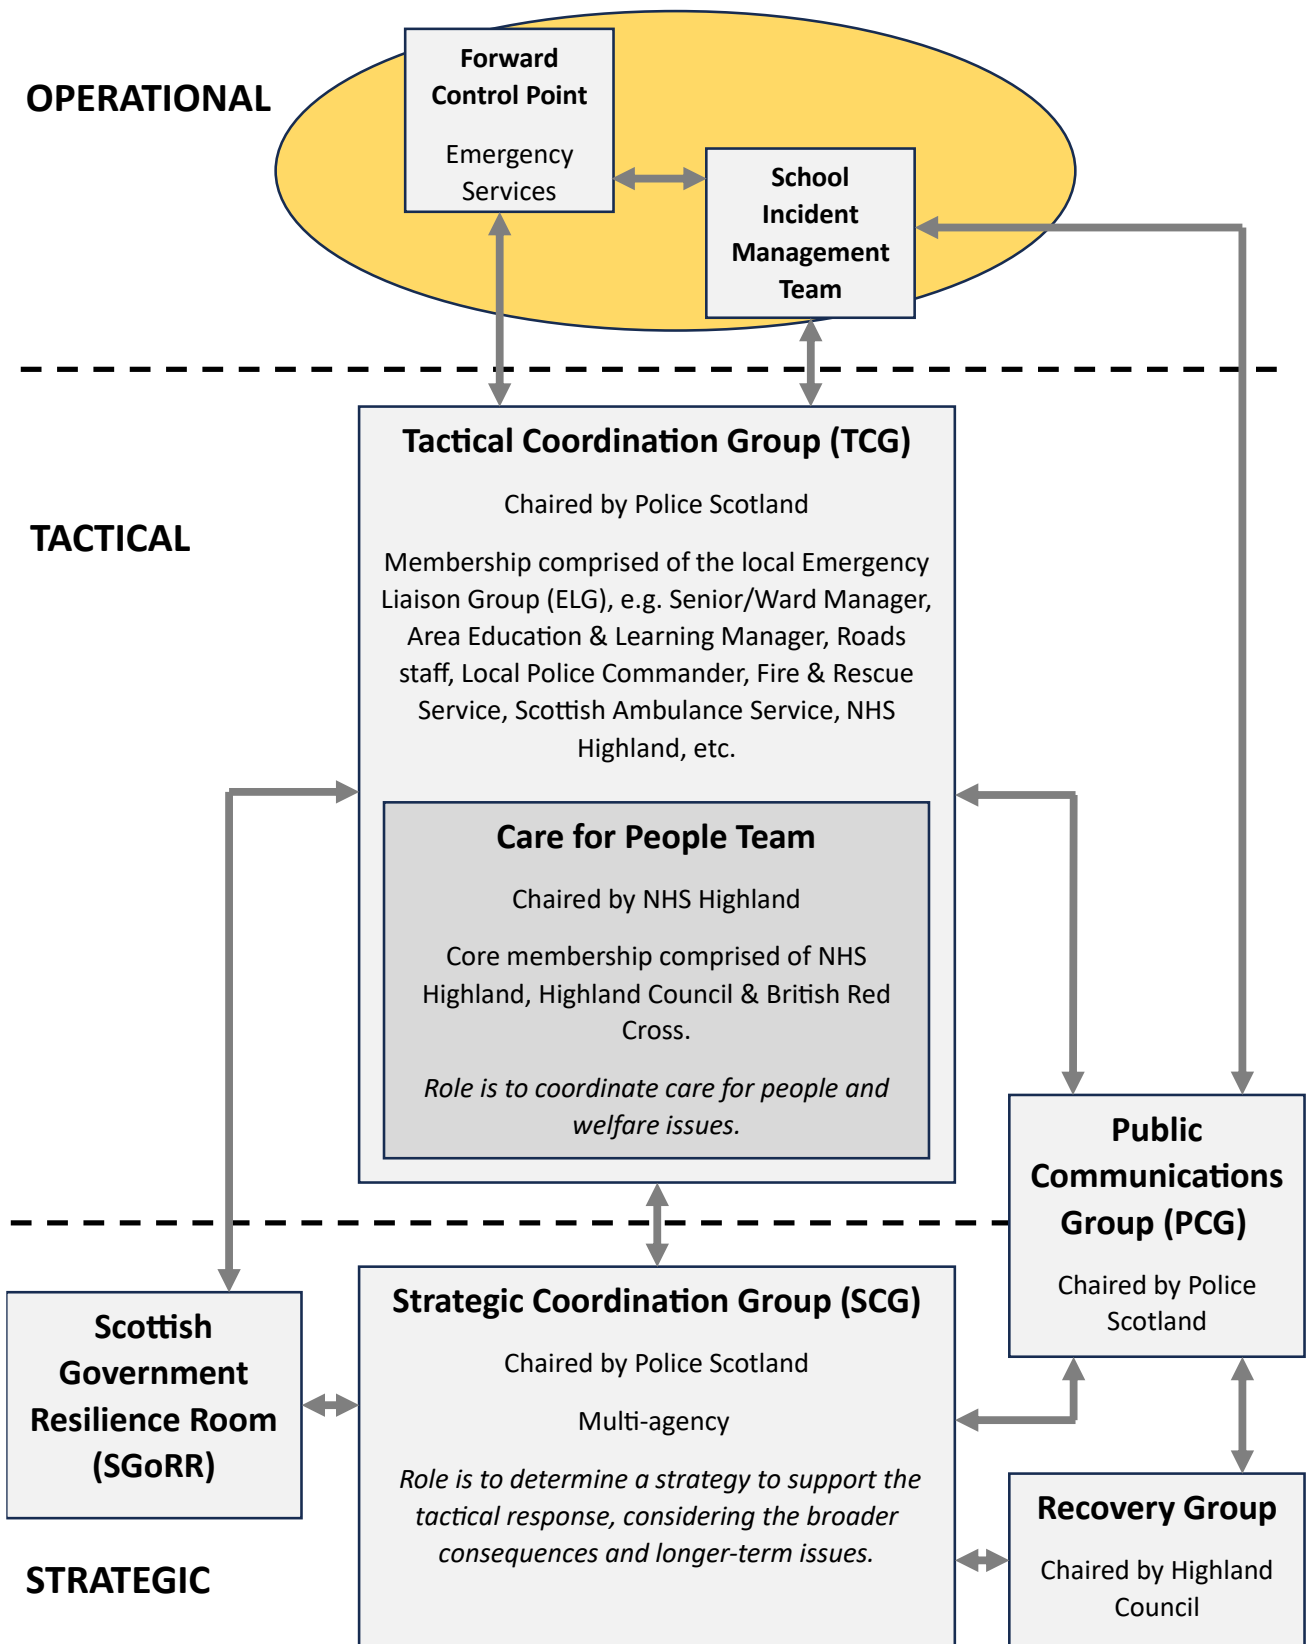 OPERATIONAL
Forward
Control Point
Emergency
Services
School
Incident
Management
Team
TACTICAL
Tactical Coordination Group (TCG)
Chaired by Police Scotland
Membership comprised of the local Emergency
Liaison Group (ELG), e.g. Senior/Ward Manager,
Area Education & Learning Manager, Roads
staff, Local Police Commander, Fire & Rescue
Service, Scottish Ambulance Service, NHS
Highland, etc.
Care for People Team
Chaired by NHS Highland
Core membership comprised of NHS
Highland, Highland Council & British Red
Cross.
Role is to coordinate care for people and
welfare issues.
Public
Communications
Group (PCG)
Chaired by Police
Scotland
Scottish
Government
Resilience Room
(SGoRR)
Strategic Coordination Group (SCG)
Chaired by Police Scotland
Multi-agency
Role is to determine a strategy to support the
tactical response, considering the broader
consequences and longer-term issues.
Recovery Group
Chaired by Highland
Council
STRATEGIC